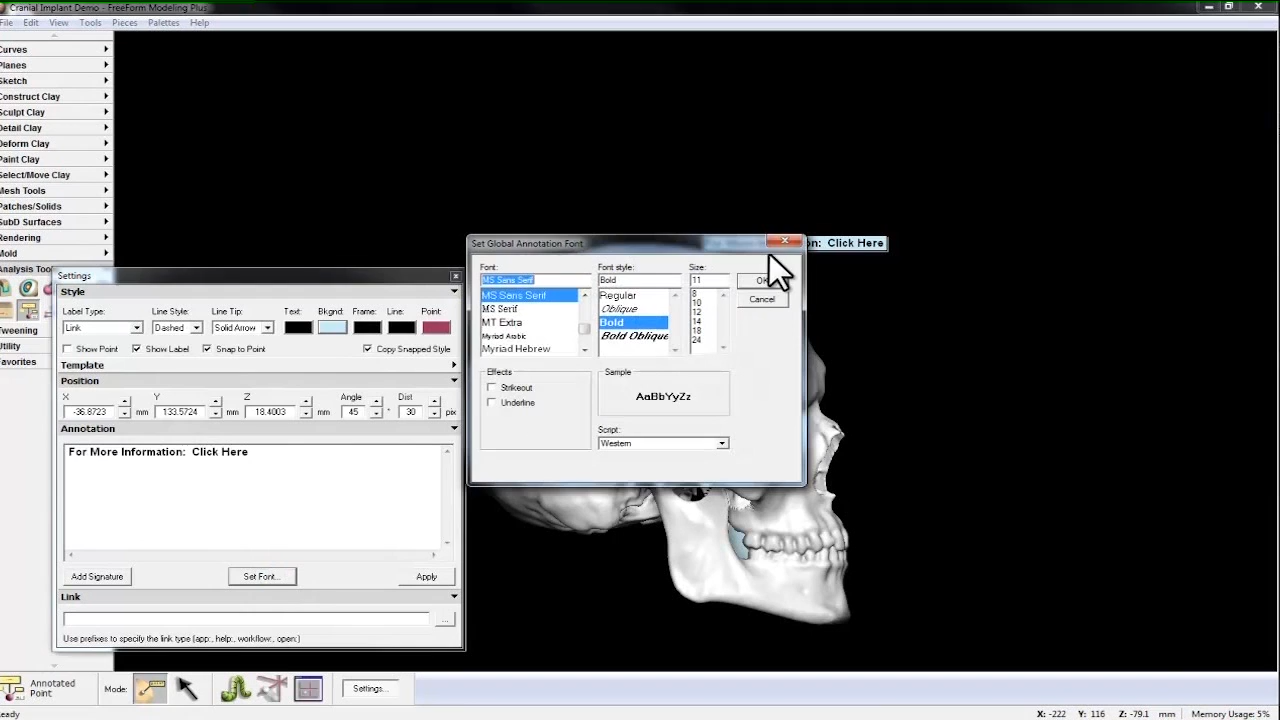 Cranial Implant Demo - FreeForm Modeling Plus
File Edit View Tools Pieces Palettes Help
Curves
Planes
Sketch
Construct Clay
Sculpt Clay
Detail Clay
Deform Clay
Paint Clay
Select/Move Clay
Mesh Tools
Patches/Solids
SubD Surfaces
Rendering
Mold
Analysis Tools
Tweening
Utility
Favorites
Settings
Style
Label Type: Line Style: Line Tip: Text: Bkgnd: Frame: Line: Point:
Link Dashed Solid Arrow
Show Point Show Label Snap to Point Copy Snapped Style
Template
Position
X Y Z Angle Dist
-36.8723 mm 133.5724 mm 18.4003 mm 45 ° 30 pix
Annotation
For More Information: Click Here
Add Signature Set Font... Apply
Link
...
Use prefixes to specify the link type (app:, help:, workflow:, open:)
Set Global Annotation Font
on: Click Here
Font: Font style: Size:
MS Sans Serif Bold 11 OK
MS Sans Serif Regular 8
MS Serif Oblique 10
MT Extra Bold 12
Myriad Arabic Bold Oblique 14
Myriad Hebrew 18
24
Cancel
Effects Sample
Strikeout
Underline
AaBbYyZz
Script:
Western
Annotated
Point
Mode:
Settings...
Ready
X: -222 Y: 116 Z: -79.1 mm Memory Usage: 5%